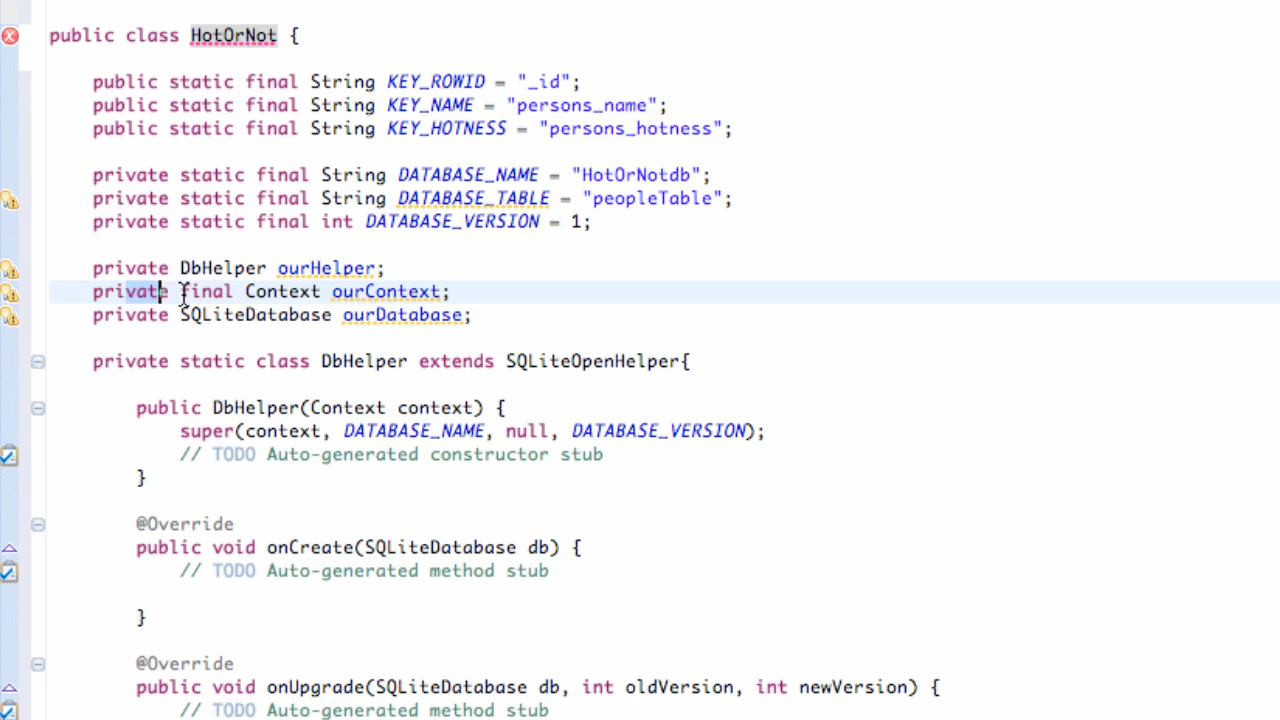 public class HotOrNot {
public static final String KEY_ROWID = "_id";
public static final String KEY_NAME = "persons_name";
public static final String KEY_HOTNESS = "persons_hotness";
private static final String DATABASE_NAME = "HotOrNotdb";
private static final String DATABASE_TABLE = "peopleTable";
private static final int DATABASE_VERSION = 1;
private DbHelper ourHelper;
private final Context ourContext;
private SQLiteDatabase ourDatabase;
private static class DbHelper extends SQLiteOpenHelper{
public DbHelper(Context context) {
super(context, DATABASE_NAME, null, DATABASE_VERSION);
// TODO Auto-generated constructor stub
}
@Override
public void onCreate(SQLiteDatabase db) {
// TODO Auto-generated method stub
}
@Override
public void onUpgrade(SQLiteDatabase db, int oldVersion, int newVersion) {
// TODO Auto-generated method stub